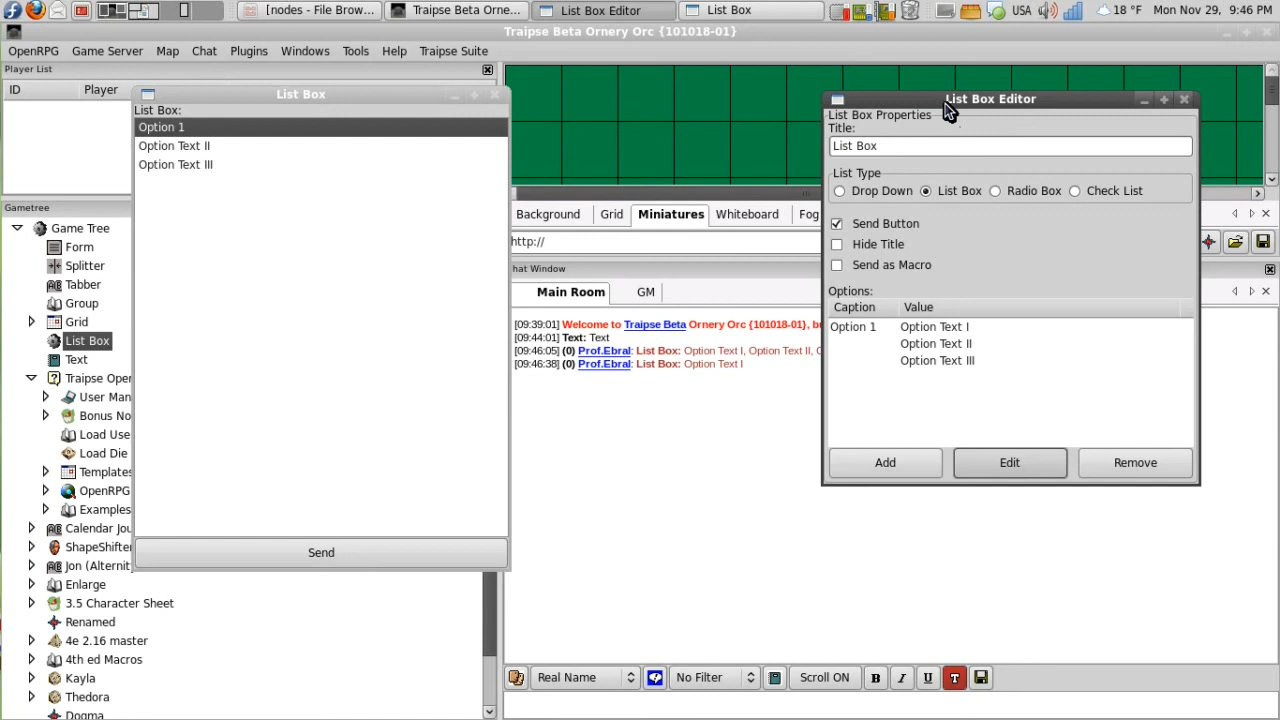 [nodes - File Brow...
Traipse Beta Orne...
List Box Editor
List Box
USA
18 °F
Mon Nov 29, 9:46 PM
Traipse Beta Ornery Orc {101018-01}
OpenRPG Game Server Map Chat Plugins Windows Tools Help Traipse Suite
Player List
ID Player
Gametree
Game Tree
Form
Splitter
Tabber
Group
Grid
List Box
Text
Traipse Oper
User Man
Bonus No
Load Use
Load Die
Templates
OpenRPG
Examples
Calendar Jou
ShapeShifter
Jon (Alternit
Enlarge
3.5 Character Sheet
Renamed
4e 2.16 master
4th ed Macros
Kayla
Thedora
Dogma
List Box
List Box:
Option 1
Option Text II
Option Text III
Send
Background Grid Miniatures Whiteboard Fog
http://
hat Window
Main Room GM
[09:39:01] Welcome to Traipse Beta Ornery Orc {101018-01}, bu
[09:44:01] Text: Text
[09:46:05] (0) Prof.Ebral: List Box: Option Text I, Option Text II, O
[09:46:38] (0) Prof.Ebral: List Box: Option Text I
Real Name No Filter Scroll ON B I U T
List Box Editor
List Box Properties
Title:
List Box
List Type
Drop Down List Box Radio Box Check List
Send Button
Hide Title
Send as Macro
Options:
Caption Value
Option 1 Option Text I
Option Text II
Option Text III
Add Edit Remove